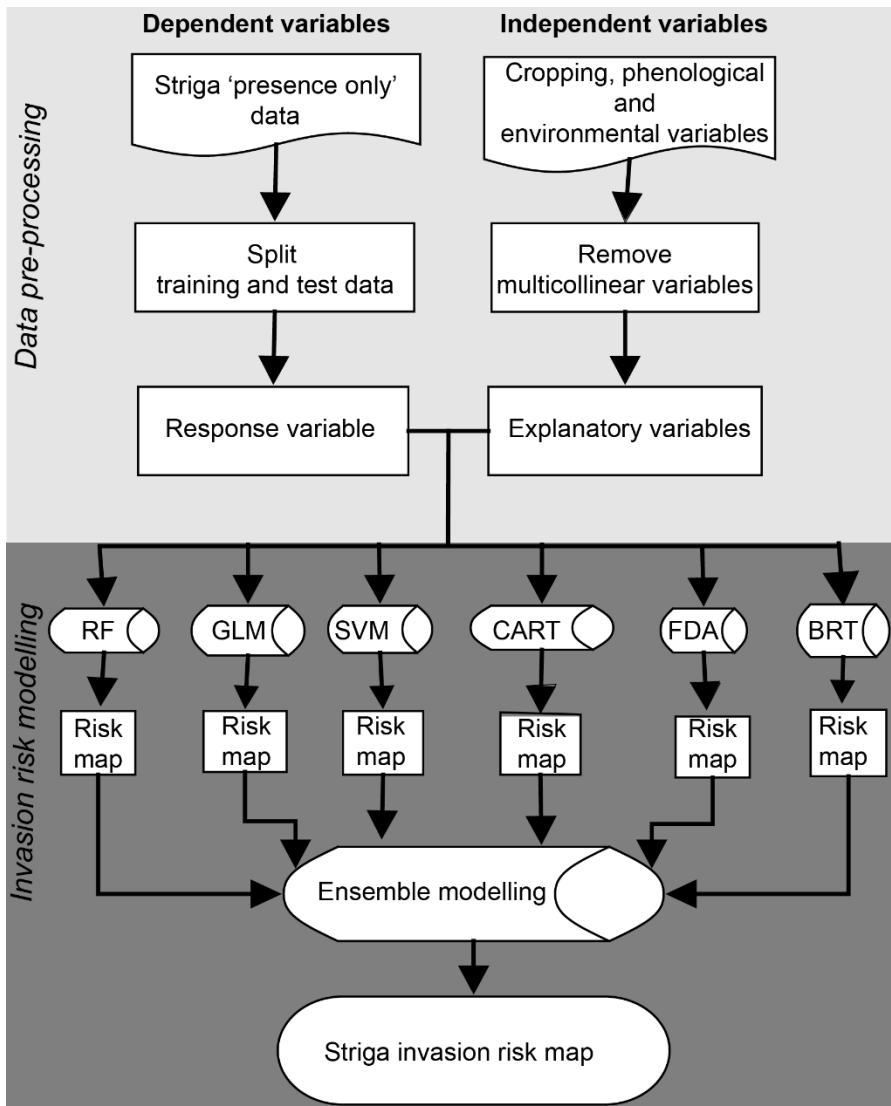 Dependent variables
Independent variables
Data pre-processing
Striga ‘presence only’
data
Cropping, phenological
and
environmental variables
Split
training and test data
Remove
multicollinear variables
Response variable
Explanatory variables
Invasion risk modelling
RF
GLM
SVM
CART
FDA
BRT
Risk
map
Risk
map
Risk
map
Risk
map
Risk
map
Risk
map
Ensemble modelling
Striga invasion risk map